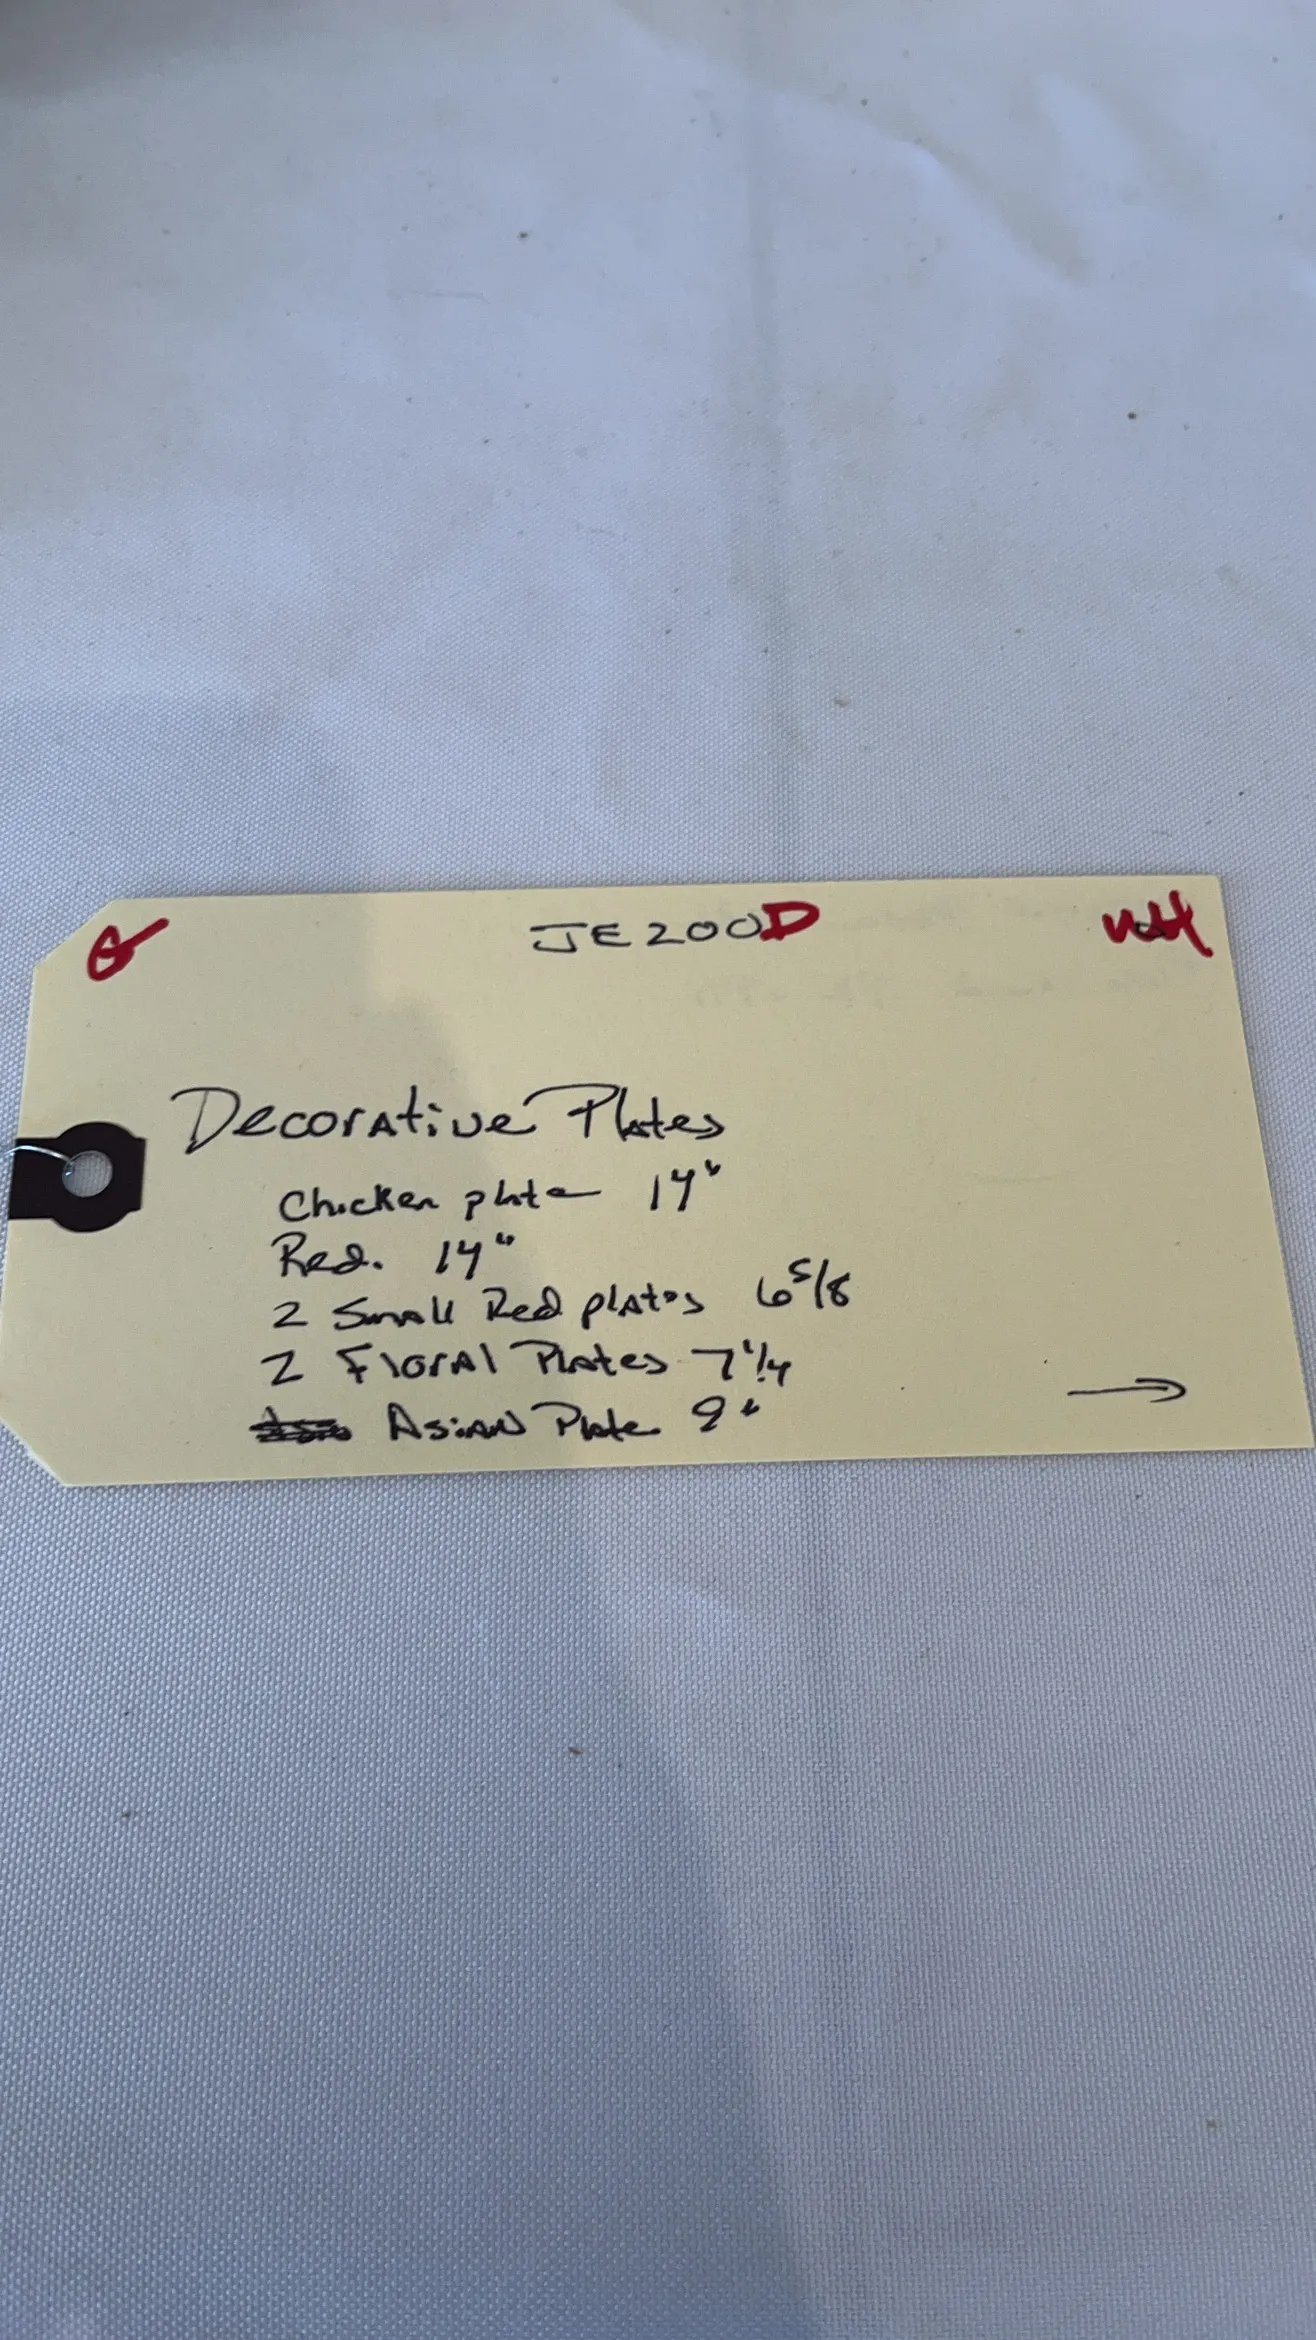 JE200D
Decorative Plates
Chicken plate 14"
Red. 14"
2 Small Red plates 6 5/8
2 Floral Plates 7 1/4
Asian Plate